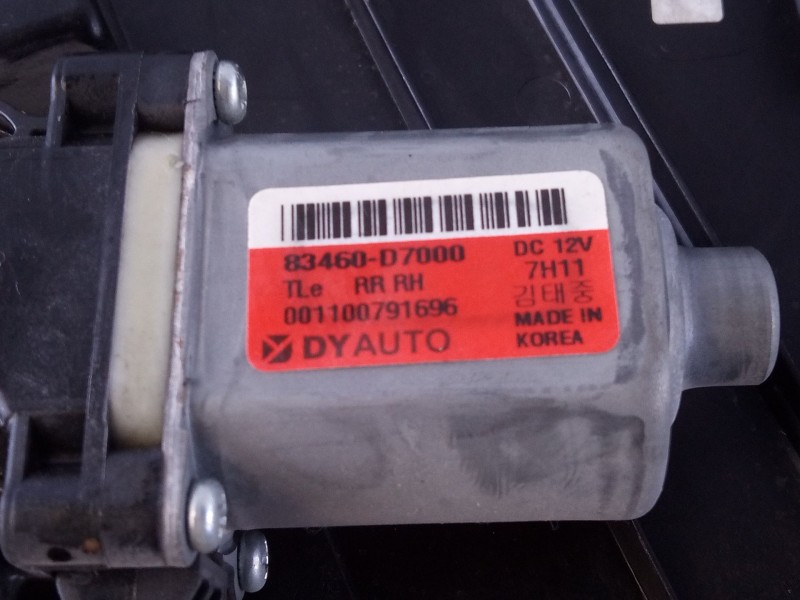 83460-D7000 DC 12V
TLe RR RH 7H11
김태중
001100791696 MADE IN
DYAUTO KOREA